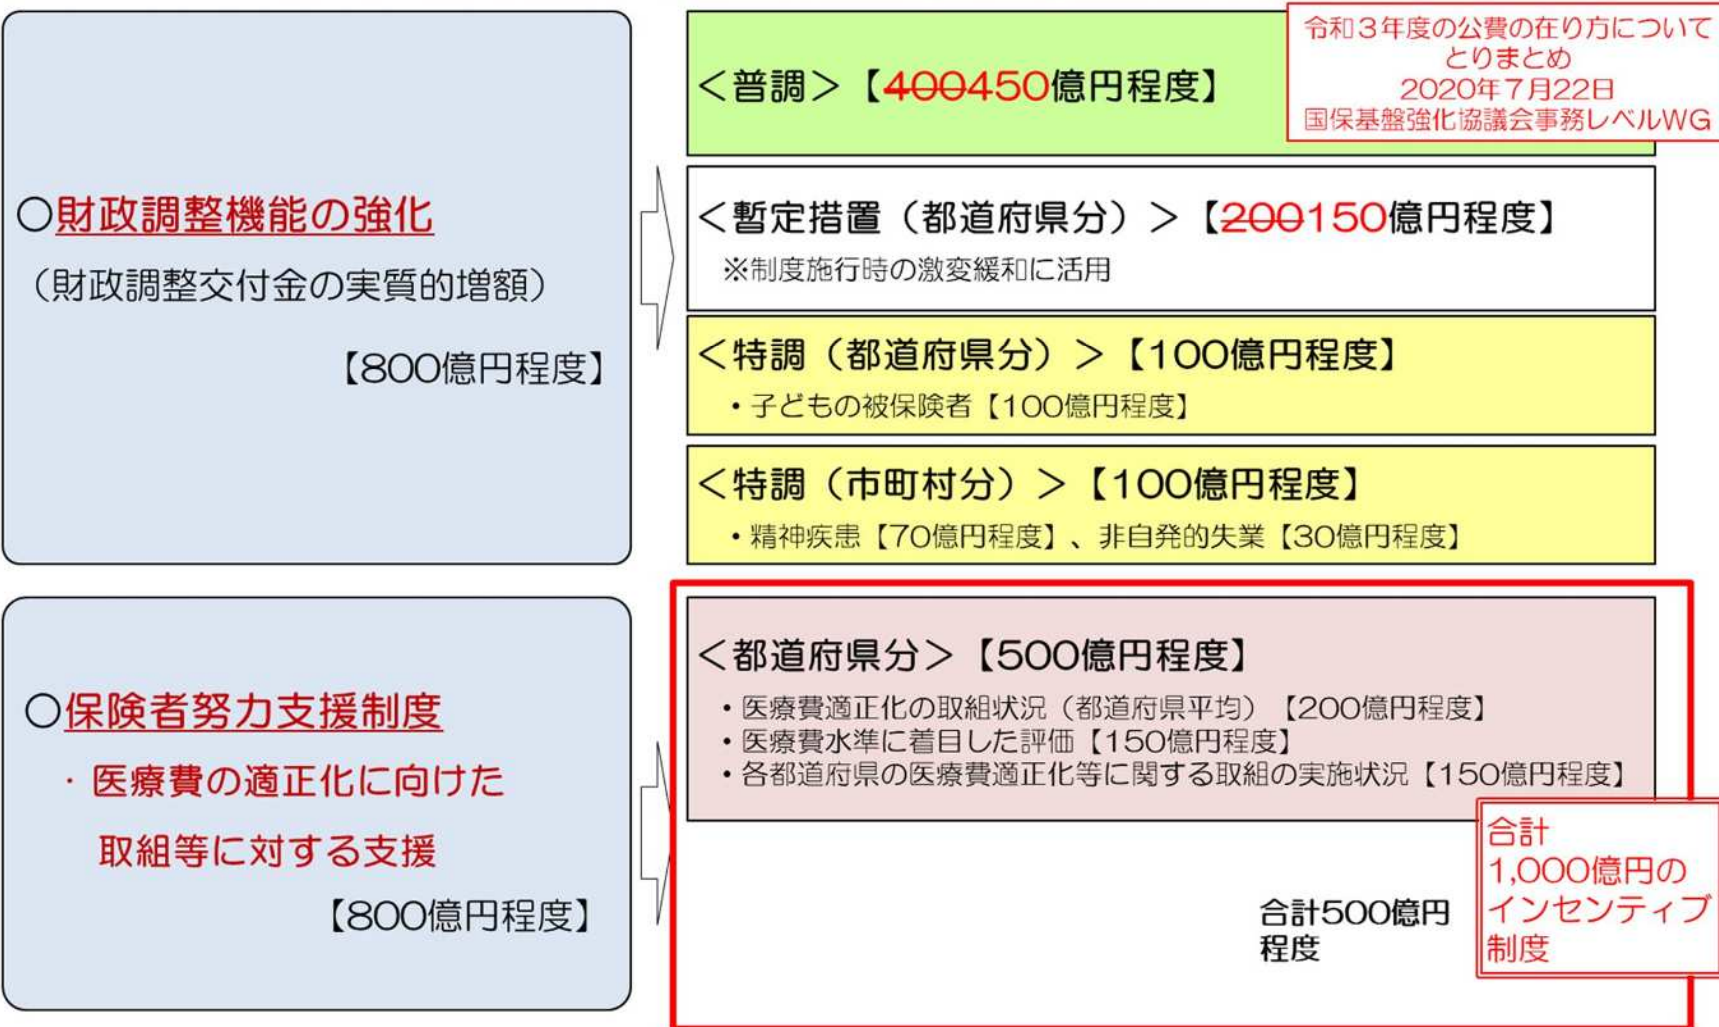 令和３年度の公費の在り方について
とりまとめ
2020年７月22日
国保基盤強化協議会事務レベルWG
○財政調整機能の強化
（財政調整交付金の実質的増額）
【800億円程度】
＜普調＞【400450億円程度】
＜暫定措置（都道府県分）＞【200150億円程度】
※制度施行時の激変緩和に活用
＜特調（都道府県分）＞【100億円程度】
・子どもの被保険者【100億円程度】
＜特調（市町村分）＞【100億円程度】
・精神疾患【70億円程度】、非自発的失業【30億円程度】
○保険者努力支援制度
・医療費の適正化に向けた
取組等に対する支援
【800億円程度】
＜都道府県分＞【500億円程度】
・医療費適正化の取組状況（都道府県平均）【200億円程度】
・医療費水準に着目した評価【150億円程度】
・各都道府県の医療費適正化等に関する取組の実施状況【150億円程度】
合計500億円
程度
合計
1,000億円の
インセンティブ
制度